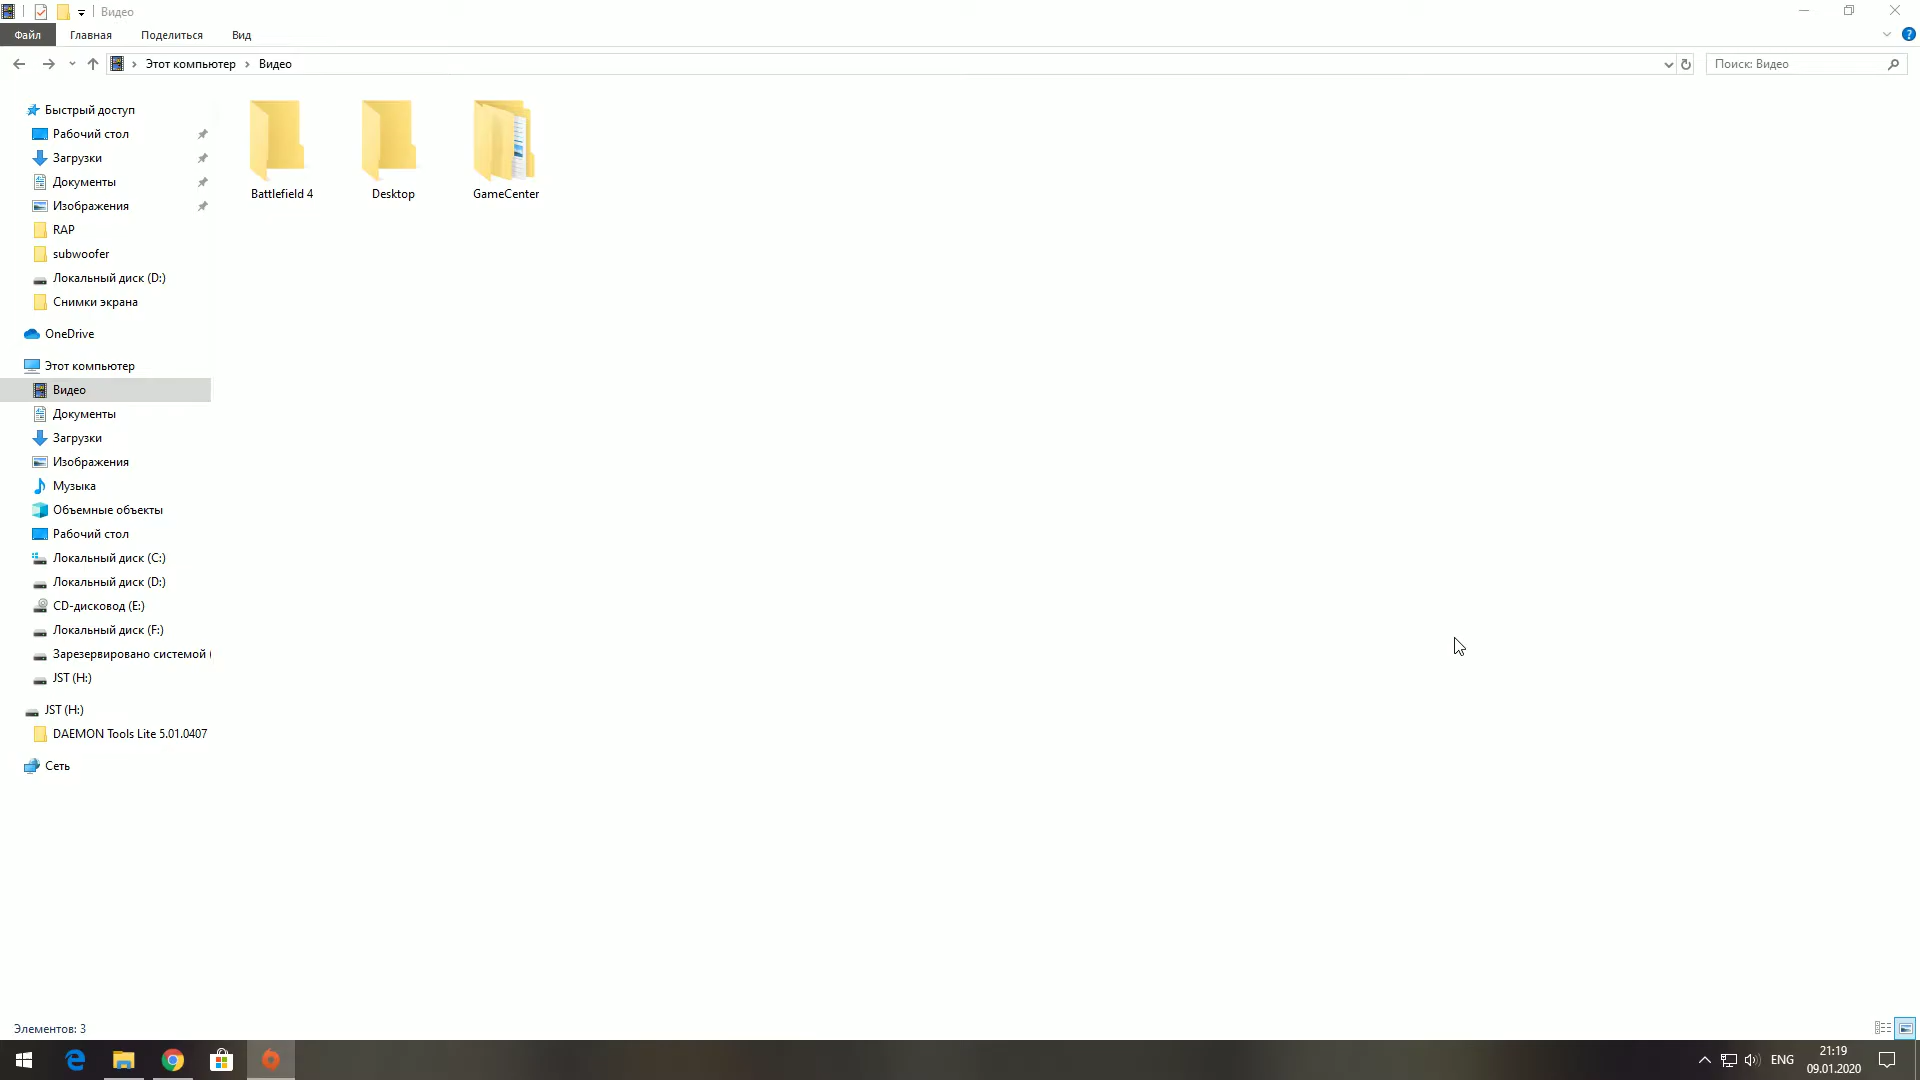 Видео
Файл
Главная
Поделиться
Вид
Этот компьютер
Видео
Поиск: Видео
Быстрый доступ
Рабочий стол
Загрузки
Документы
Изображения
RAP
subwoofer
Локальный диск (D:)
Снимки экрана
OneDrive
Этот компьютер
Видео
Документы
Загрузки
Изображения
Музыка
Объемные объекты
Рабочий стол
Локальный диск (C:)
Локальный диск (D:)
CD-дисковод (E:)
Локальный диск (F:)
Зарезервировано системой (
JST (H:)
JST (H:)
DAEMON Tools Lite 5.01.0407
Сеть
Battlefield 4
Desktop
GameCenter
Элементов: 3
ENG
21:19
09.01.2020